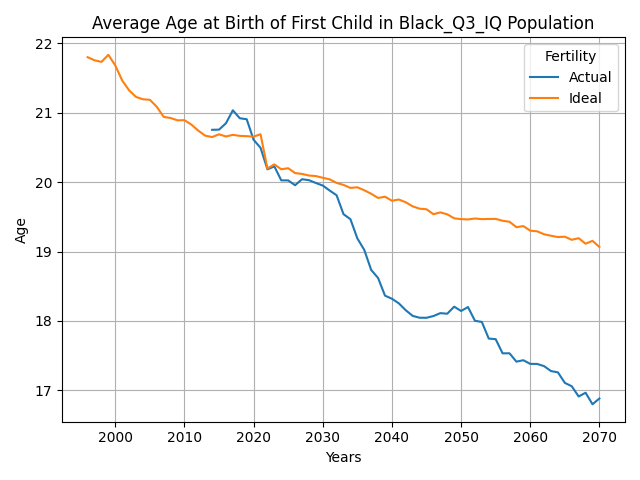 Average Age at Birth of First Child in Black_Q3_IQ Population
Fertility
Actual
Ideal
Age
22
21
20
19
18
17
2000 2010 2020 2030 2040 2050 2060 2070
Years